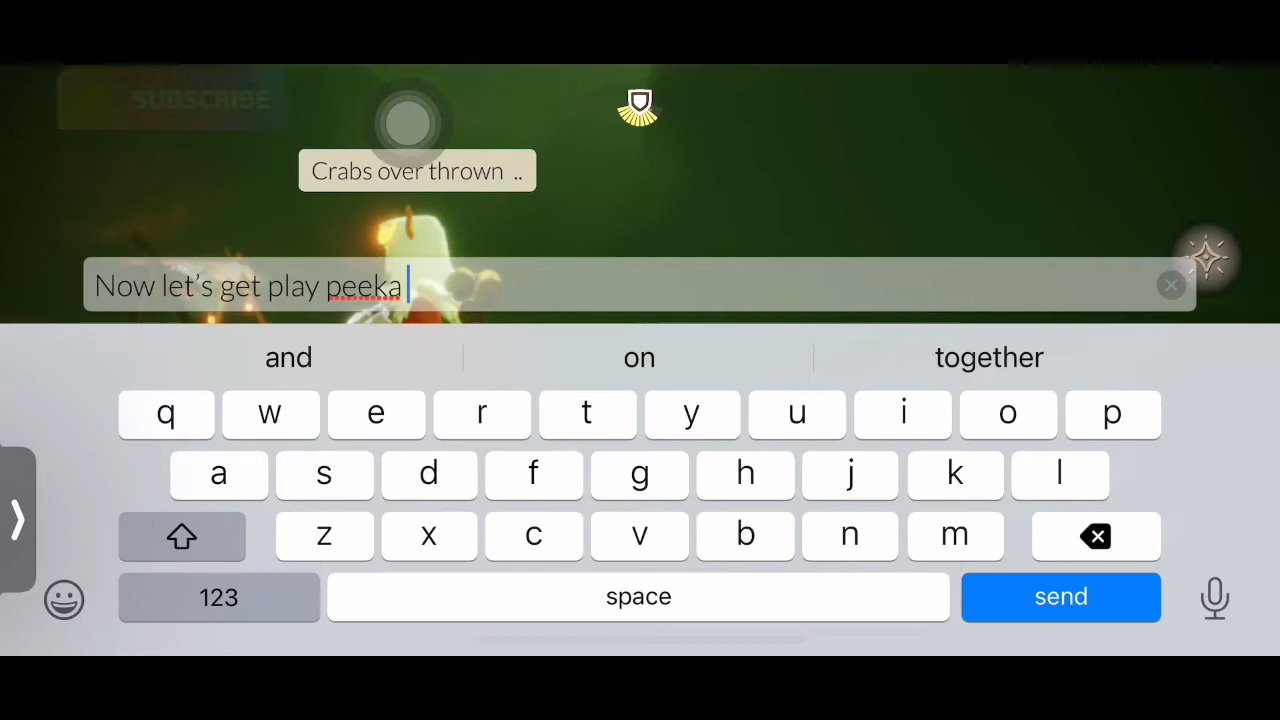 SUBSCRIBE
Crabs over thrown ..
Now let's get play peeka
and on together
q w e r t y u i o p
a s d f g h j k l
z x c v b n m
123 space send